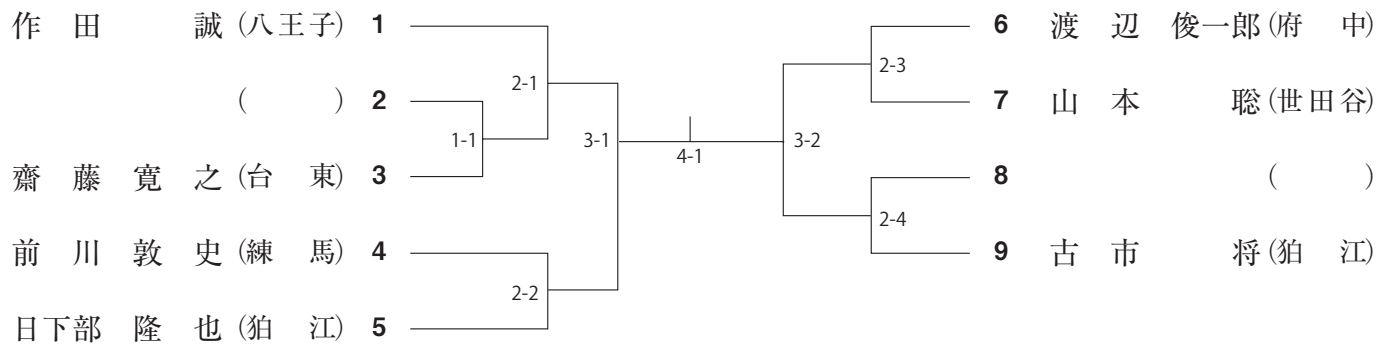 作田 誠 (八王子) 1
( ) 2
齋藤寛之 (台東) 3
前川敦史 (練馬) 4
日下部隆也 (狛江) 5
1-1
2-1
2-2
3-1
4-1
3-2
2-3
2-4
6 渡辺俊一郎 (府中)
7 山本 聡 (世田谷)
8 ( )
9 古市 将 (狛江)